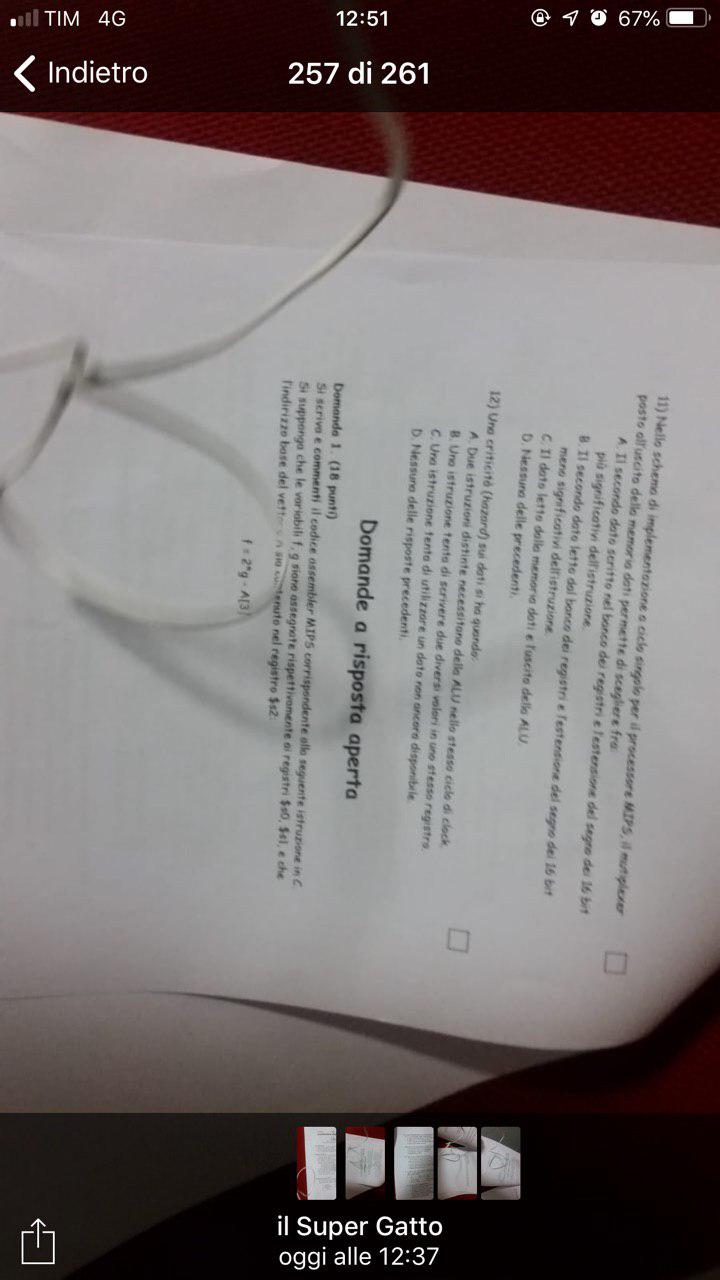 TIM 4G 12:51 67%
Indietro 257 di 261
11) Nello schema di implementazione a ciclo singolo per il processore MIPS, il multiplexer
posto all'uscita della memoria dati permette di scegliere fra:
A. Il secondo dato scritto nel banco dei registri e l'estensione del segno dei 16 bit
più significativi dell'istruzione.
B. Il secondo dato letto dal banco dei registri e l'estensione del segno dei 16 bit
meno significativi dell'istruzione.
C. Il dato letto dalla memoria dati e l'uscita della ALU.
D. Nessuna delle precedenti.
12) Una criticità (hazard) sui dati si ha quando:
A. Due istruzioni distinte necessitano della ALU nello stesso ciclo di clock.
B. Una istruzione tenta di scrivere due diversi valori in uno stesso registro.
C. Una istruzione tenta di utilizzare un dato non ancora disponibile.
D. Nessuna delle risposte precedenti.
Domande a risposta aperta
Domanda 1. (18 punti)
Si scriva e commenti il codice assembler MIPS corrispondente alla seguente istruzione in C.
Si supponga che le variabili f, g siano assegnate rispettivamente ai registri $s0, $s1, e che
l'indirizzo base del vettore A sia contenuto nel registro $s2.
f = 2*g - A[3]
il Super Gatto
oggi alle 12:37